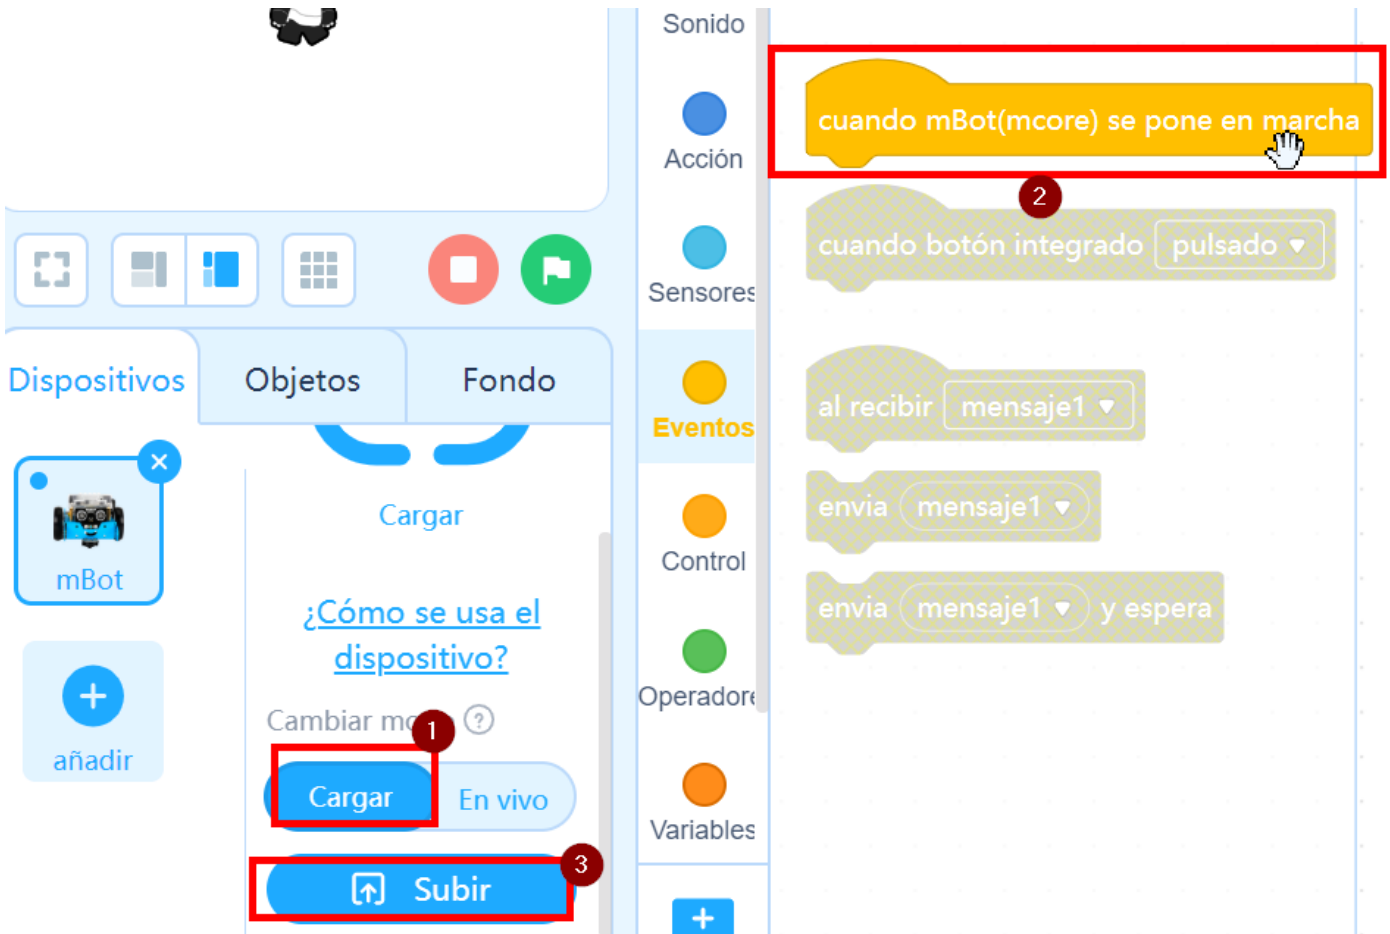 Sonido
Acción
Sensores
Eventos
Control
Operadore
Variables
cuando mBot(mcore) se pone en marcha
2
cuando botón integrado pulsado
al recibir mensaje1
envia mensaje1
envia mensaje1 y espera
Dispositivos
Objetos
Fondo
mBot
añadir
Cargar
¿Cómo se usa el
dispositivo?
Cambiar mo
1
?
Cargar
En vivo
3
Subir